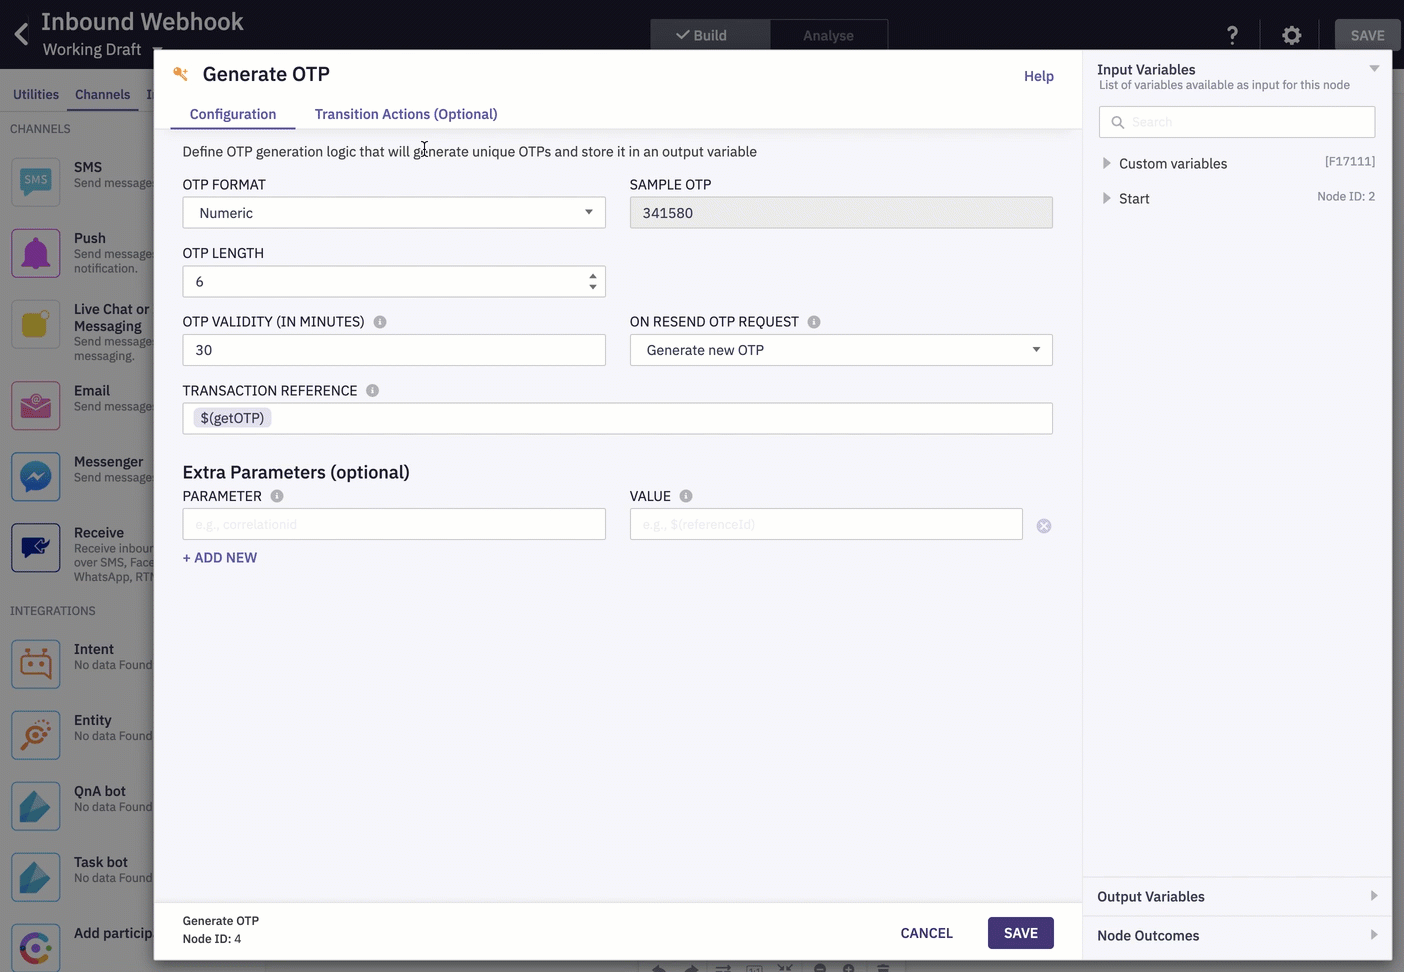 Inbound Webhook
Working Draft
Build
Analyse
?
SAVE
Utilities
Channels
CHANNELS
SMS
Send message
Push
Send message
notification.
Live Chat or
Messaging
Send message
messaging.
Email
Send message
Messenger
Send message
Receive
Receive inbour
over SMS, Face
WhatsApp, RTM
INTEGRATIONS
Intent
No data Found
Entity
No data Found
QnA bot
No data Found
Task bot
No data Found
Add particip
Generate OTP
Help
Configuration
Transition Actions (Optional)
Define OTP generation logic that will generate unique OTPs and store it in an output variable
OTP FORMAT
SAMPLE OTP
Numeric
341580
OTP LENGTH
6
OTP VALIDITY (IN MINUTES)
ON RESEND OTP REQUEST
30
Generate new OTP
TRANSACTION REFERENCE
$(getOTP)
Extra Parameters (optional)
PARAMETER
VALUE
e.g., correlationid
e.g., $(referenceId)
+ ADD NEW
Generate OTP
Node ID: 4
CANCEL
SAVE
Input Variables
List of variables available as input for this node
Search
Custom variables
[F17111]
Start
Node ID: 2
Output Variables
Node Outcomes